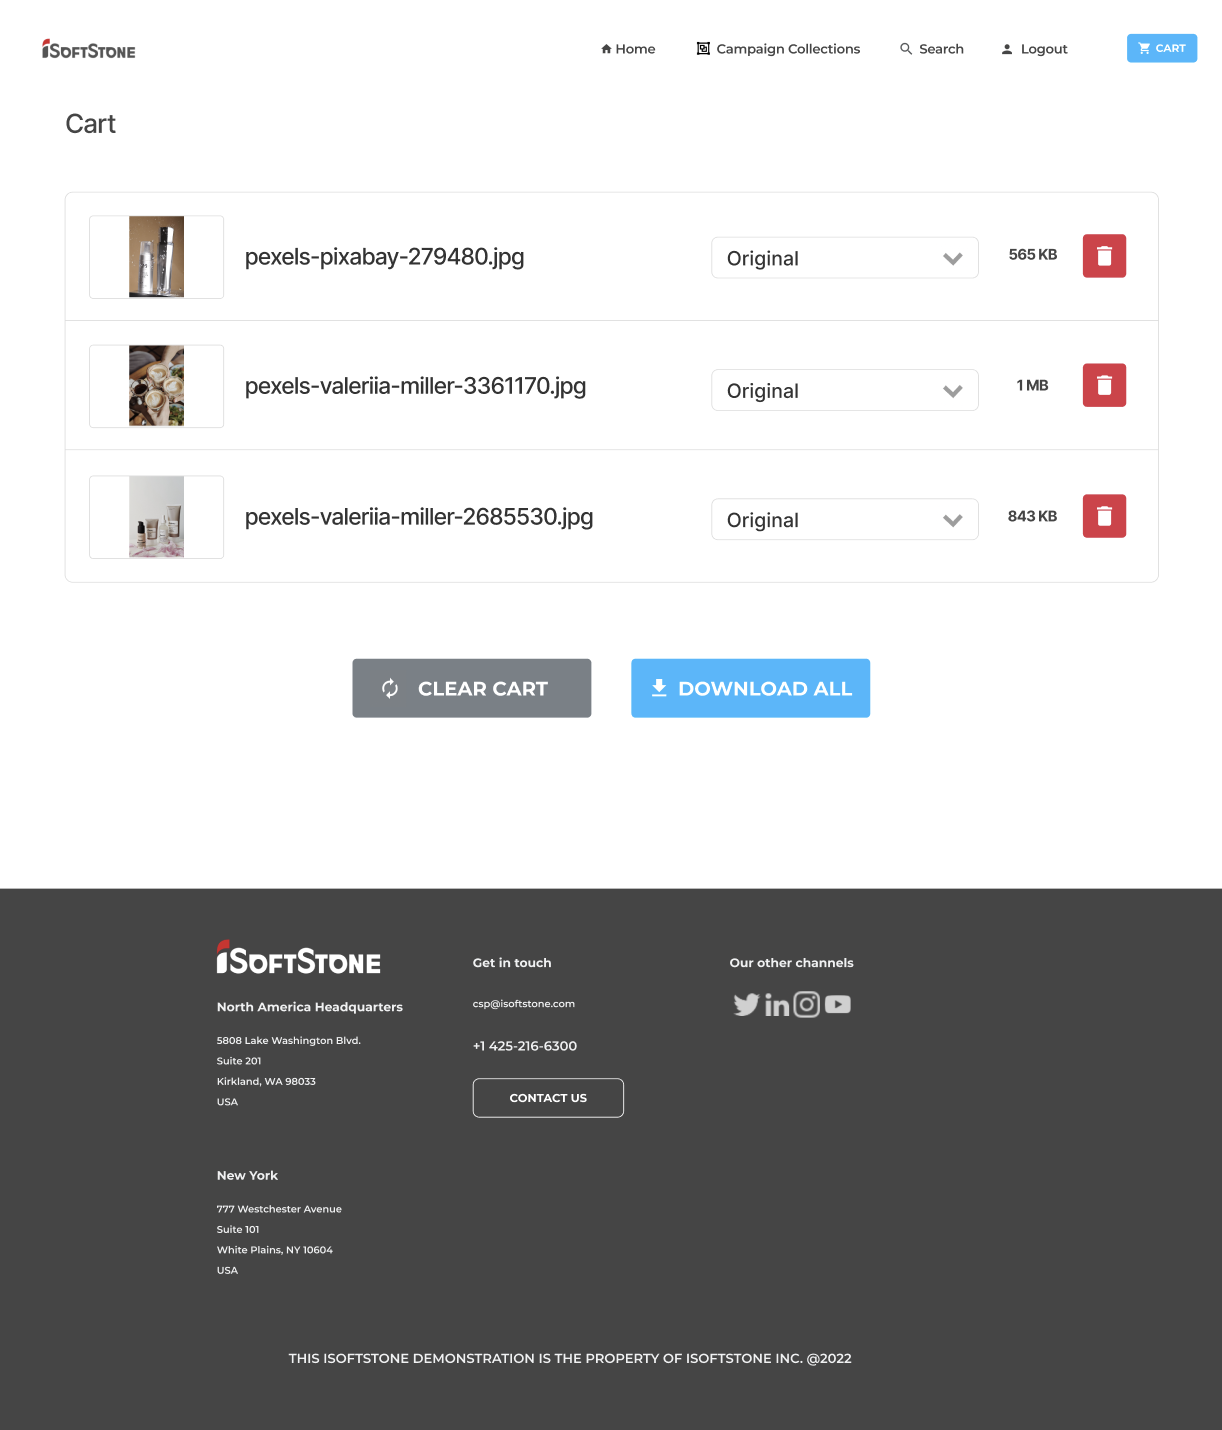 iSoftStone
Home
Campaign Collections
Search
Logout
CART
Cart
pexels-pixabay-279480.jpg
Original
565 KB
pexels-valeriia-miller-3361170.jpg
Original
1 MB
pexels-valeriia-miller-2685530.jpg
Original
843 KB
CLEAR CART
DOWNLOAD ALL
iSoftStone
North America Headquarters
5808 Lake Washington Blvd.
Suite 201
Kirkland, WA 98033
USA
New York
777 Westchester Avenue
Suite 101
White Plains, NY 10604
USA
Get in touch
csp@isoftstone.com
+1 425-216-6300
CONTACT US
Our other channels
THIS ISOFTSTONE DEMONSTRATION IS THE PROPERTY OF ISOFTSTONE INC. @2022